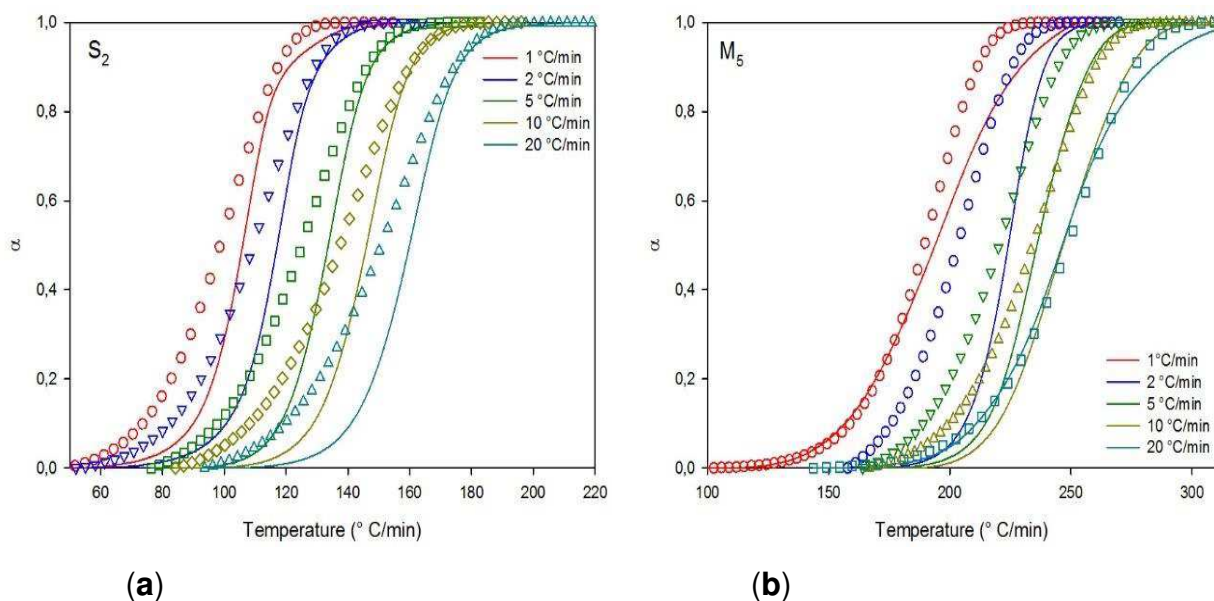 S2
1 °C/min
2 °C/min
5 °C/min
10 °C/min
20 °C/min
1,0
0,8
0,6
0,4
0,2
0,0
α
60 80 100 120 140 160 180 200 220
Temperature (° C/min)
(a)
M5
1°C/min
2 °C/min
5 °C/min
10 °C/min
20 °C/min
1,0
0,8
0,6
0,4
0,2
0,0
α
100 150 200 250 300
Temperature (° C/min)
(b)